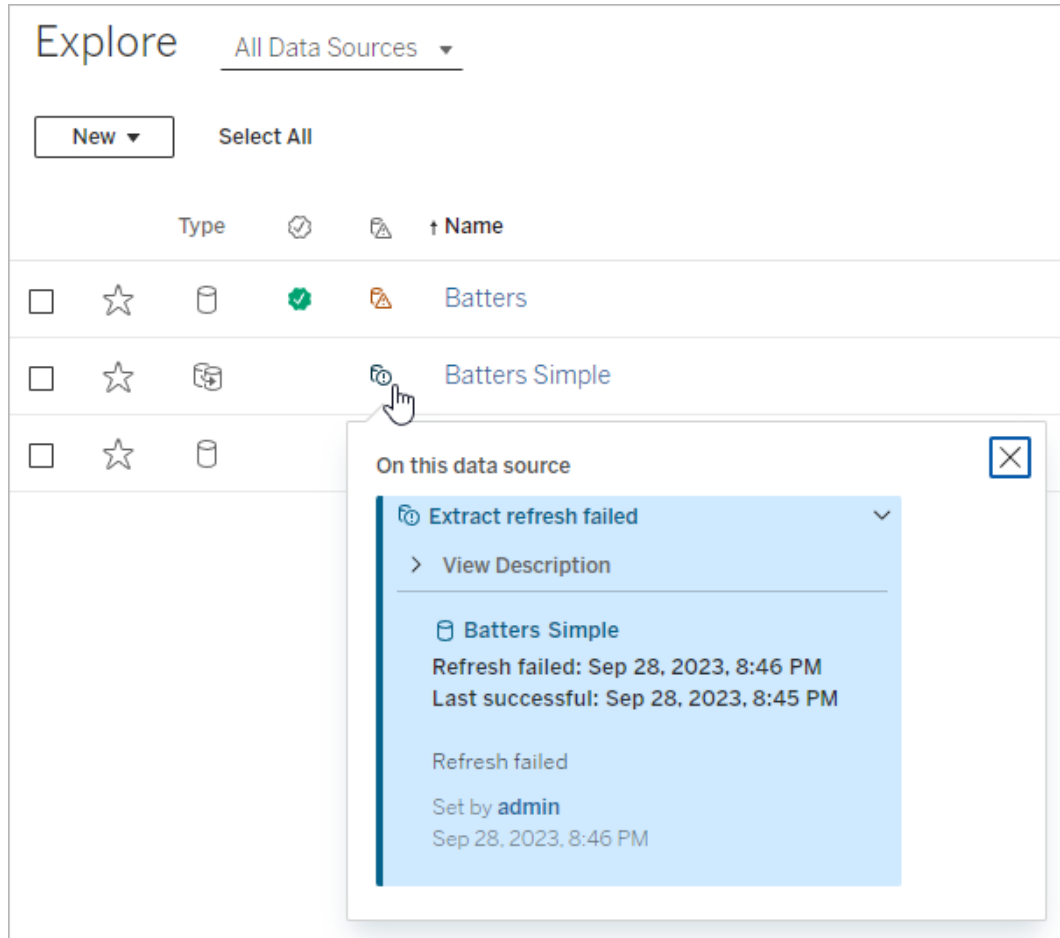 Explore All Data Sources
New Select All
Type Name
Batters
Batters Simple
On this data source
Extract refresh failed
View Description
Batters Simple
Refresh failed: Sep 28, 2023, 8:46 PM
Last successful: Sep 28, 2023, 8:45 PM
Refresh failed
Set by admin
Sep 28, 2023, 8:46 PM